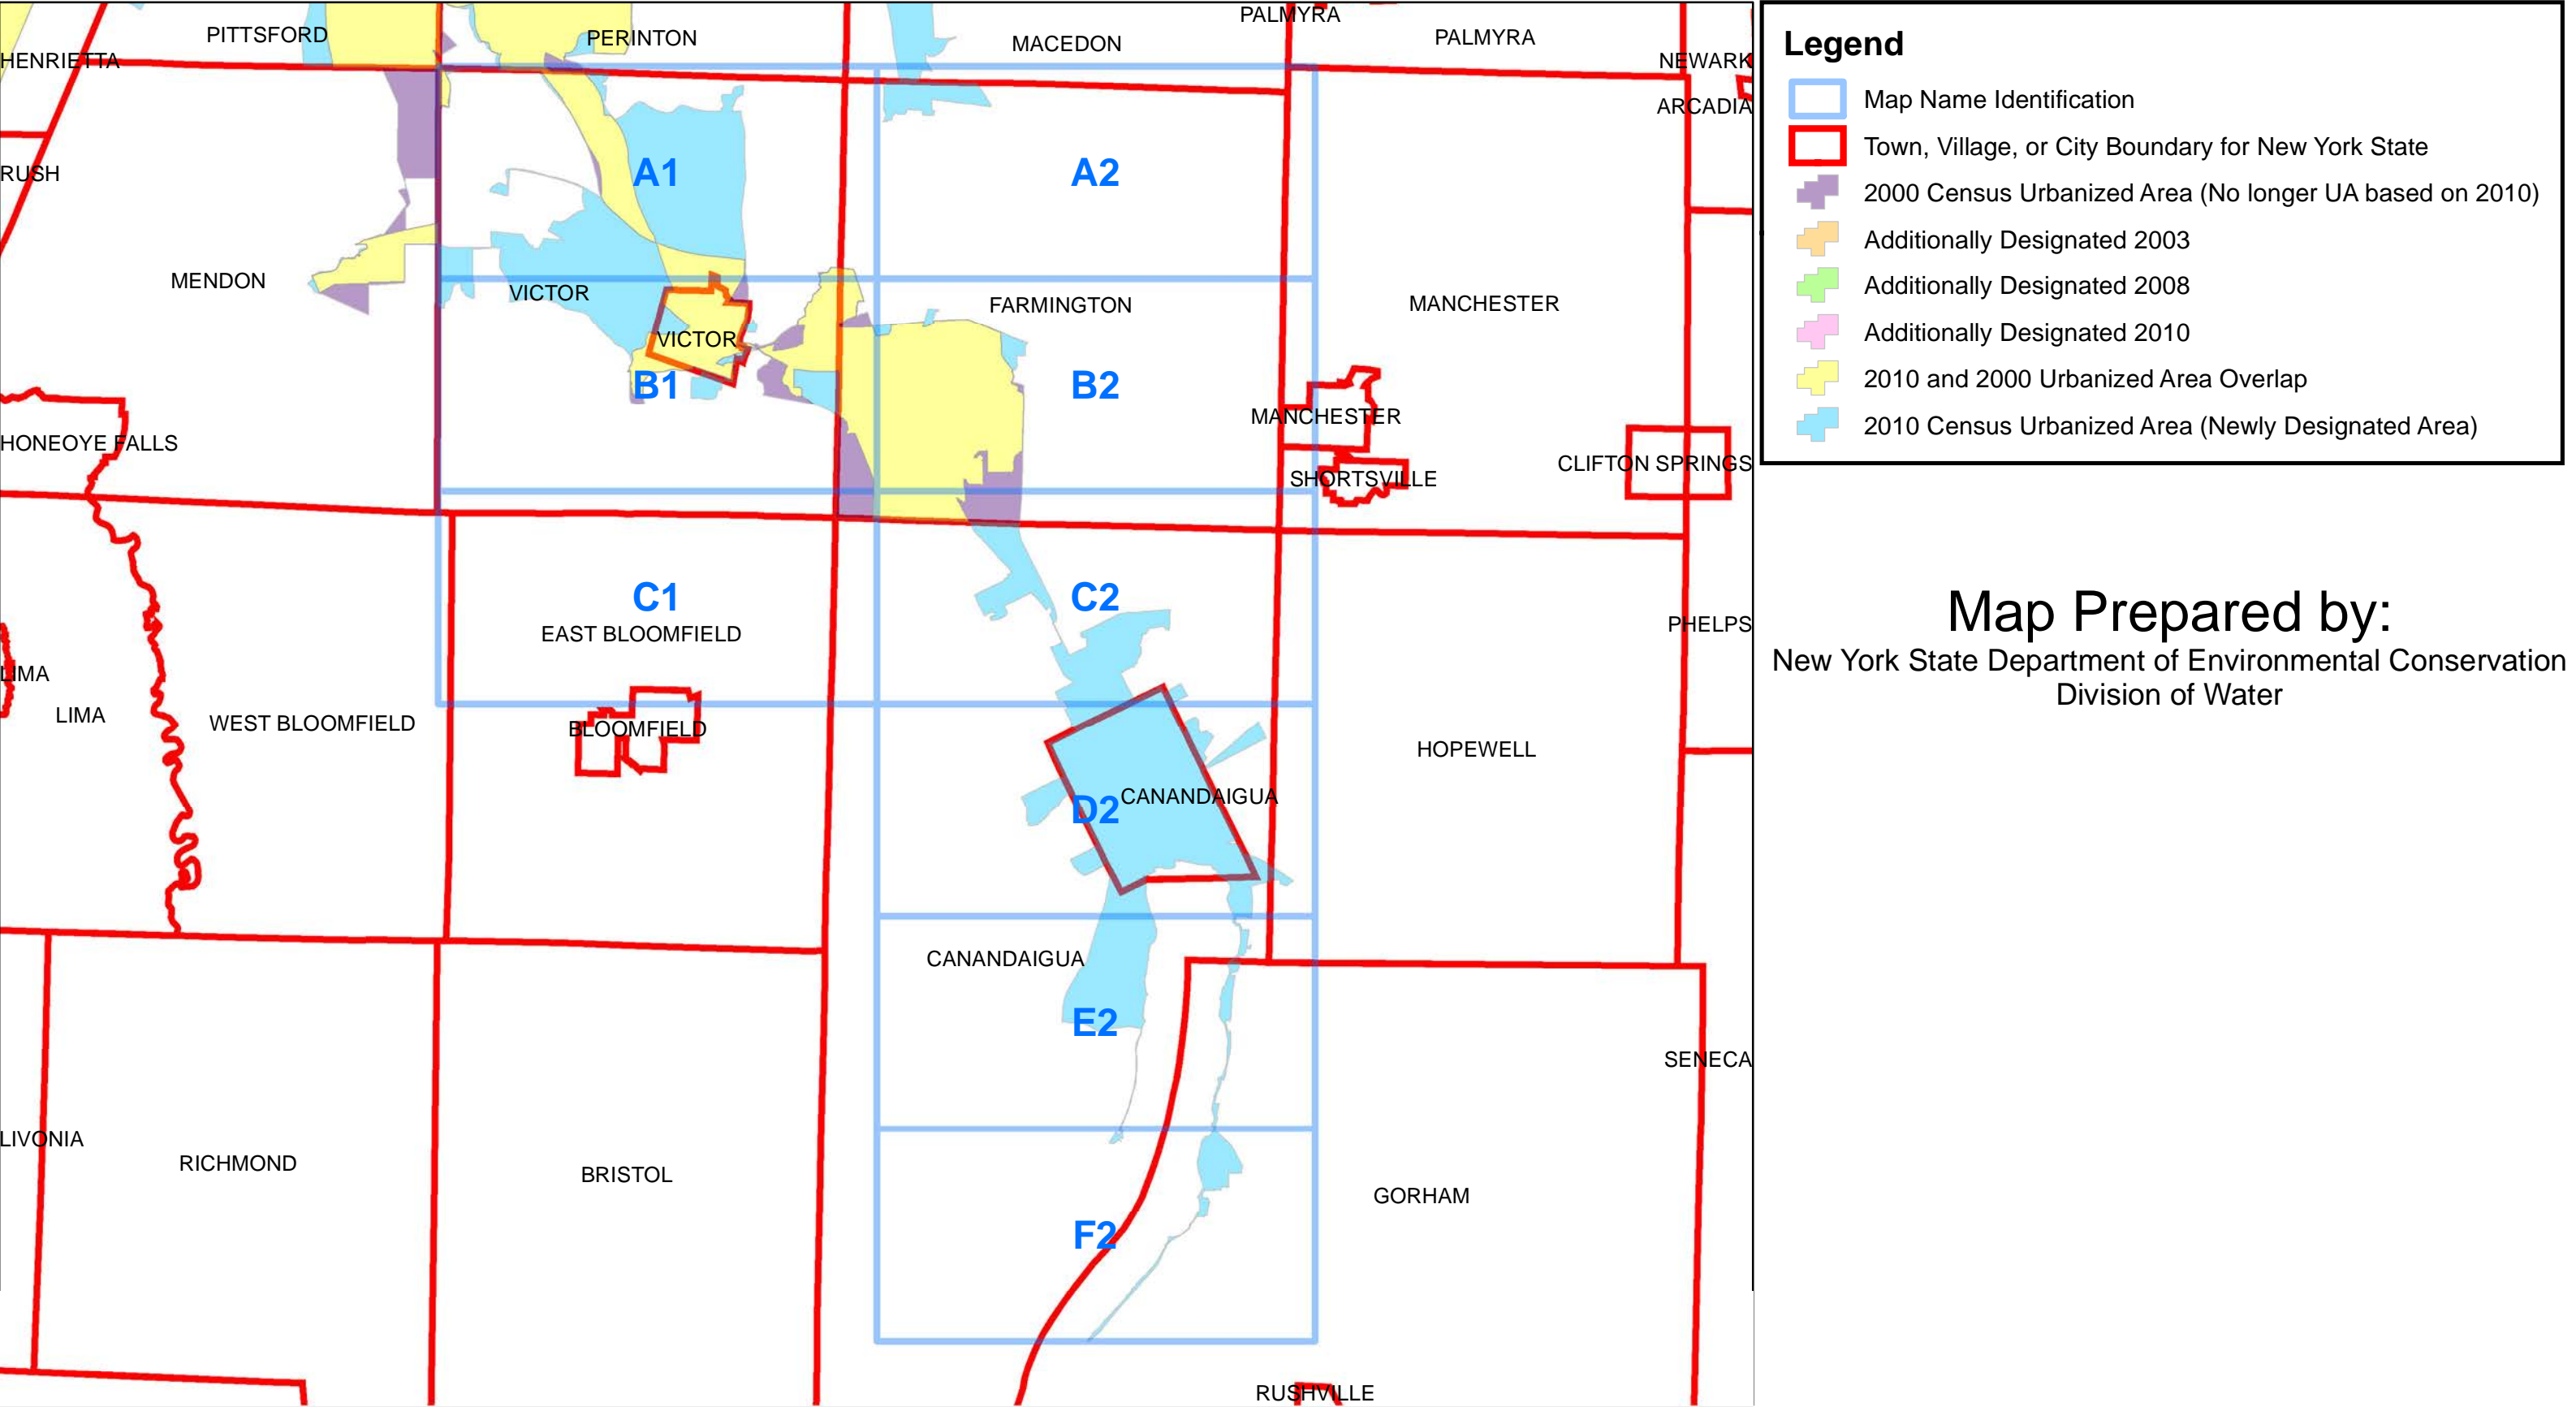 PALMYRA
PITTSFORD
PERINTON
MACEDON
PALMYRA
HENRIETTA
NEWARK
ARCADIA
RUSH
A1
A2
MENDON
VICTOR
FARMINGTON
MANCHESTER
VICTOR
B1
B2
MANCHESTER
HONEOYE FALLS
CLIFTON SPRINGS
SHORTSVILLE
C1
C2
EAST BLOOMFIELD
PHELPS
LIMA
LIMA
WEST BLOOMFIELD
BLOOMFIELD
HOPEWELL
D2
CANANDAIGUA
CANANDAIGUA
E2
SENECA
LIVONIA
RICHMOND
BRISTOL
GORHAM
F2
RUSHVILLE
Legend
Map Name Identification
Town, Village, or City Boundary for New York State
2000 Census Urbanized Area (No longer UA based on 2010)
Additionally Designated 2003
Additionally Designated 2008
Additionally Designated 2010
2010 and 2000 Urbanized Area Overlap
2010 Census Urbanized Area (Newly Designated Area)
Map Prepared by:
New York State Department of Environmental Conservation
Division of Water